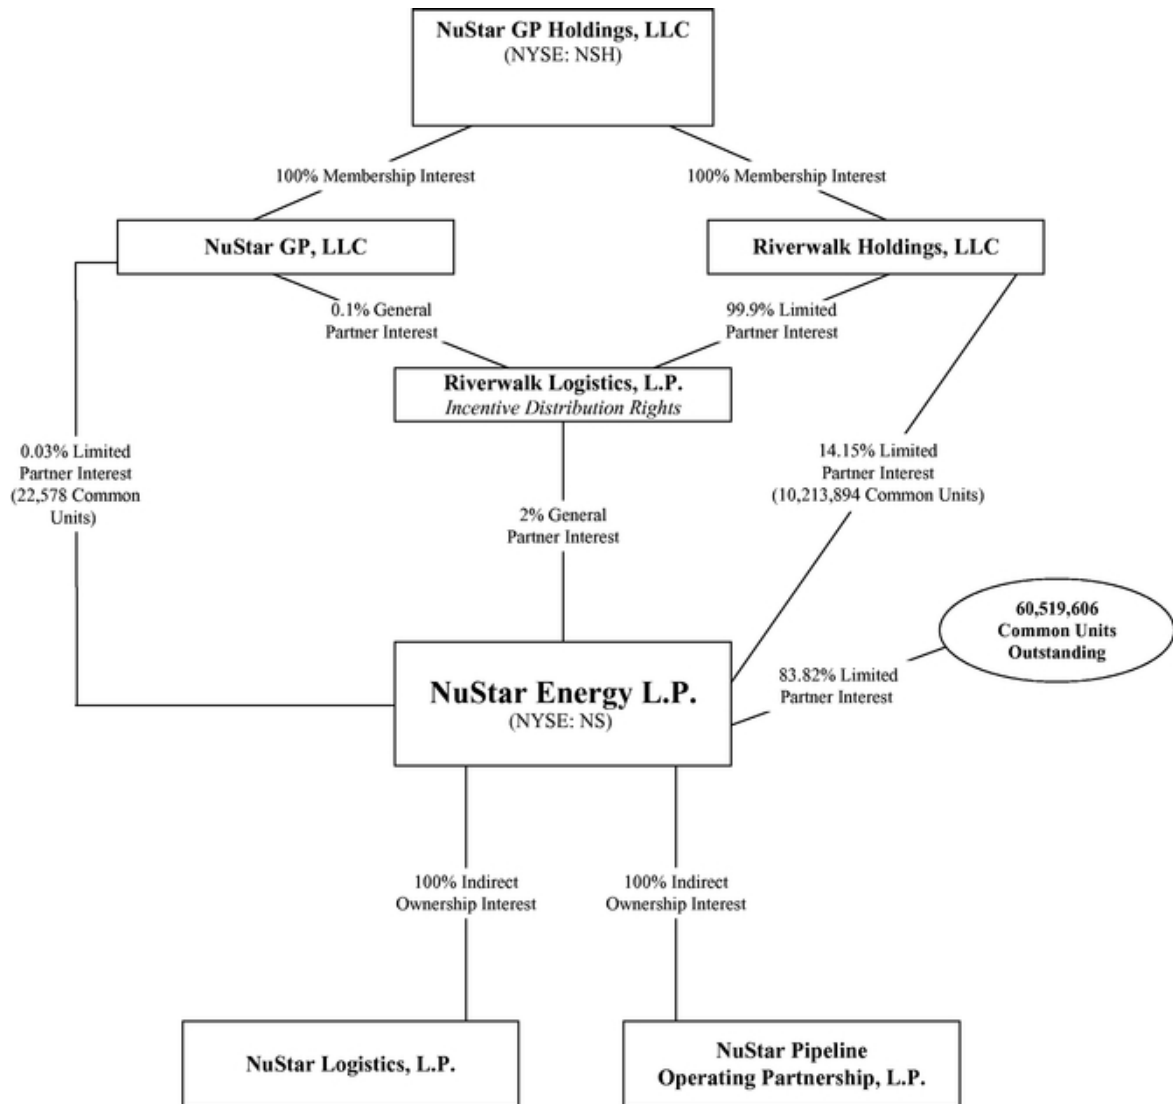 NuStar GP Holdings, LLC
(NYSE: NSH)
100% Membership Interest
100% Membership Interest
NuStar GP, LLC
Riverwalk Holdings, LLC
0.1% General
Partner Interest
99.9% Limited
Partner Interest
Riverwalk Logistics, L.P.
Incentive Distribution Rights
0.03% Limited
Partner Interest
(22,578 Common
Units)
14.15% Limited
Partner Interest
(10,213,894 Common Units)
2% General
Partner Interest
60,519,606
Common Units
Outstanding
83.82% Limited
Partner Interest
NuStar Energy L.P.
(NYSE: NS)
100% Indirect
Ownership Interest
100% Indirect
Ownership Interest
NuStar Logistics, L.P.
NuStar Pipeline
Operating Partnership, L.P.